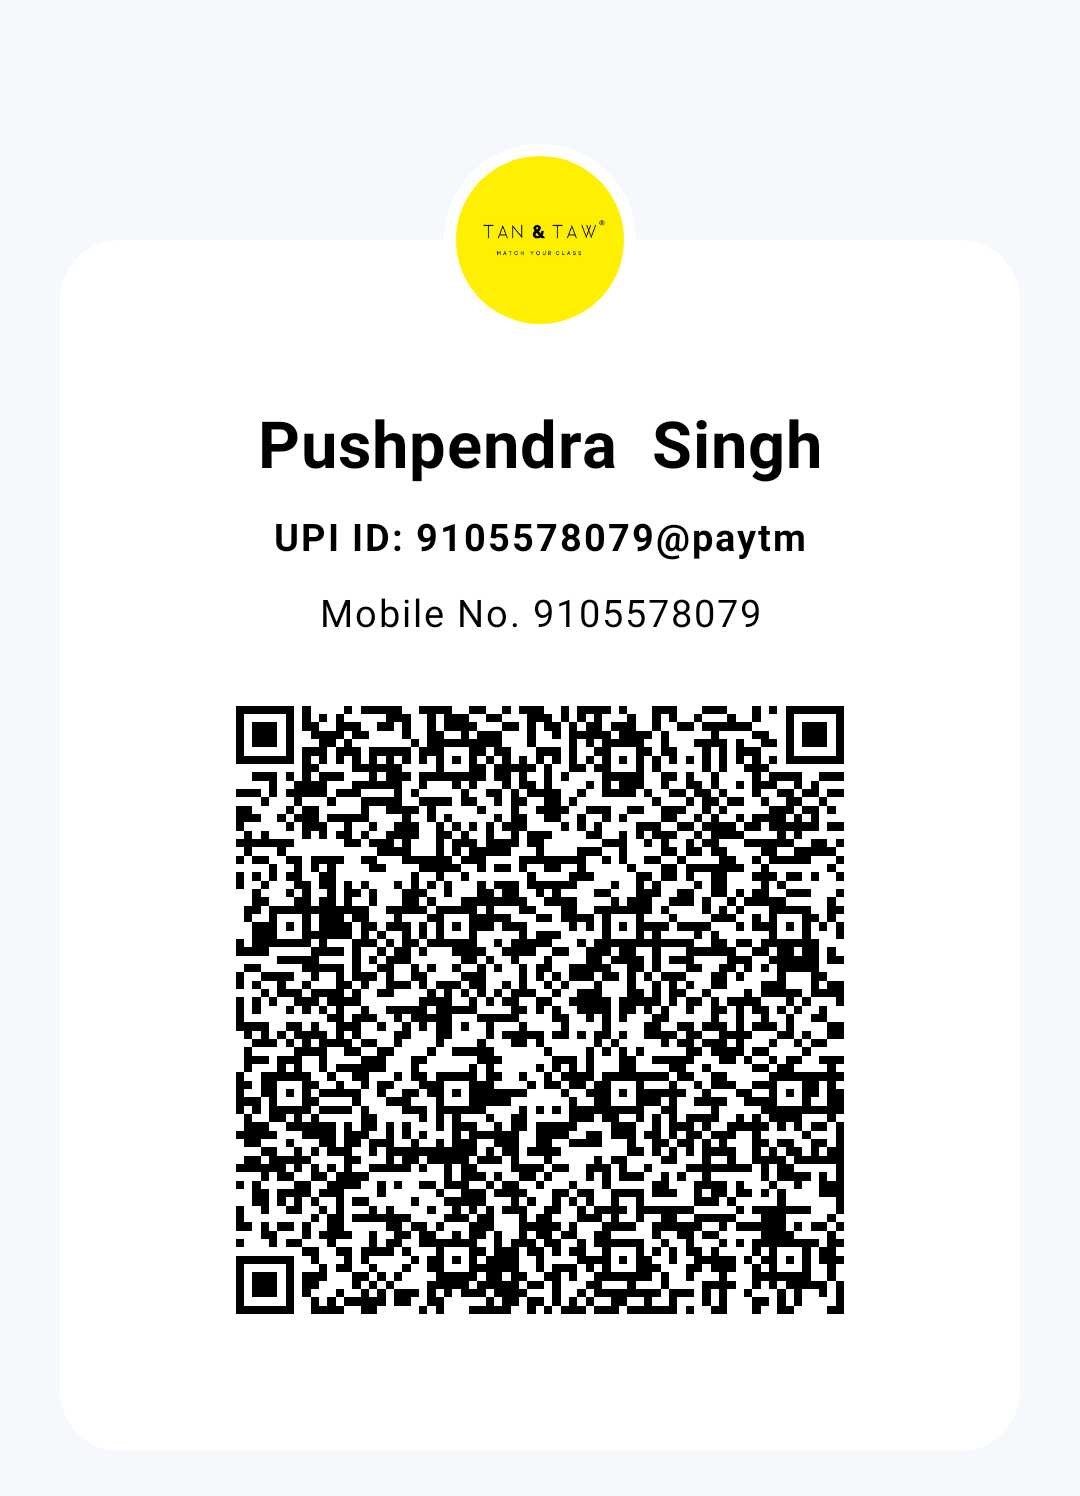 TAN & TAW®
MATCH YOUR CLASS
Pushpendra Singh
UPI ID: 9105578079@paytm
Mobile No. 9105578079